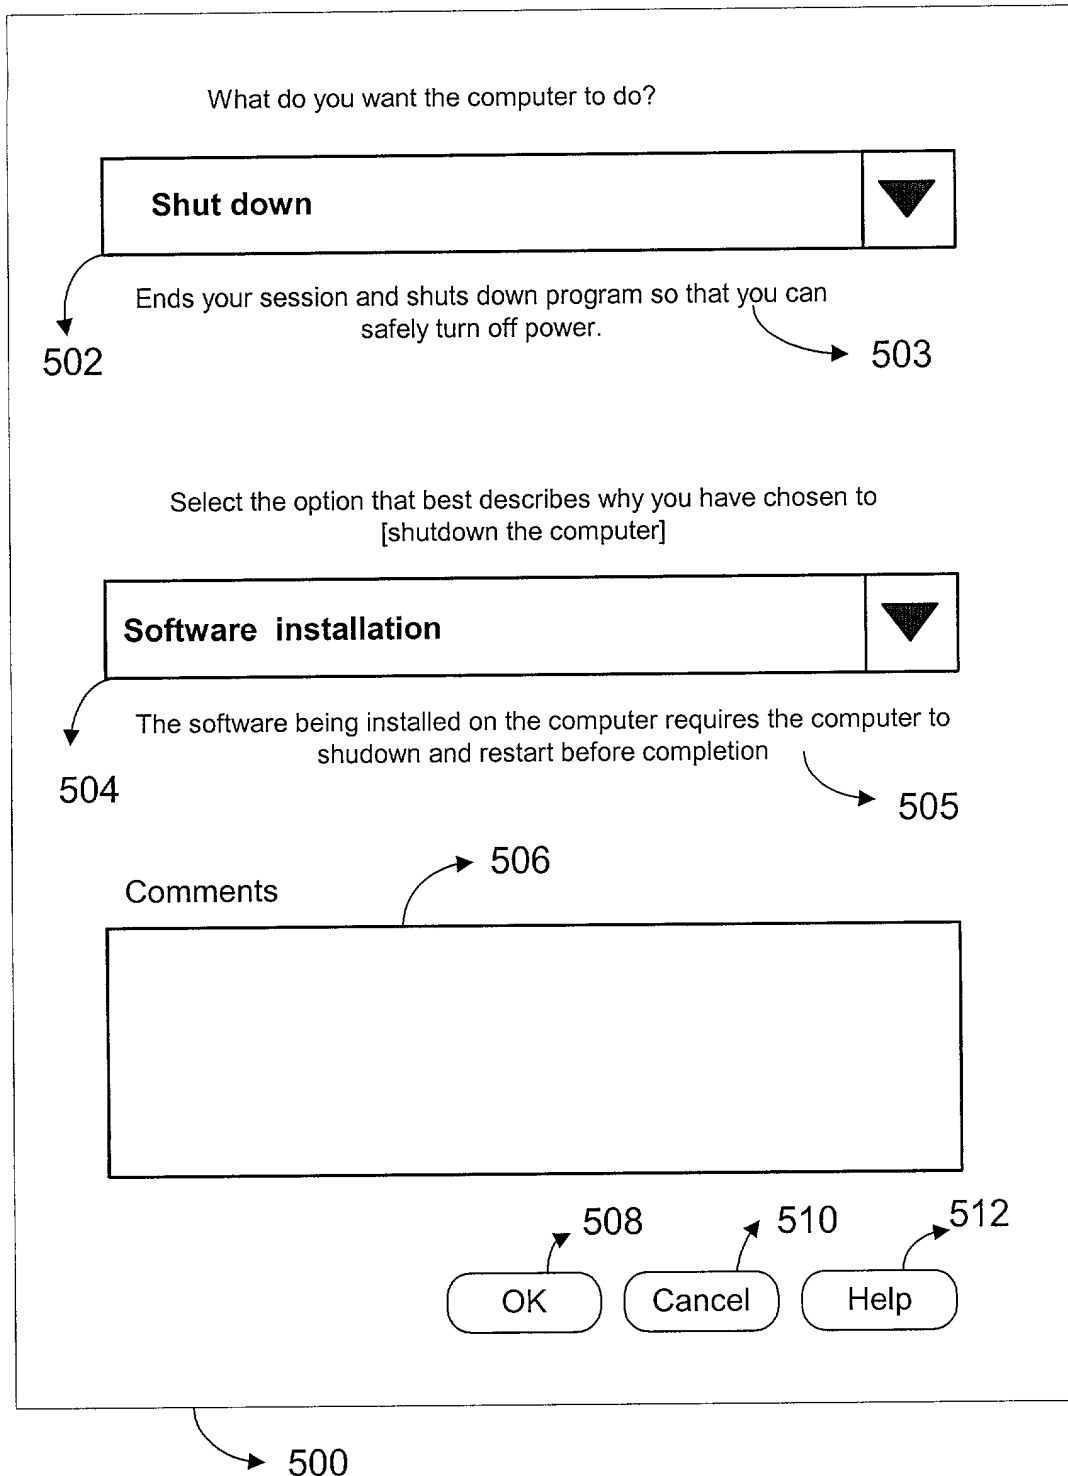 What do you want the computer to do?
Shut down
Ends your session and shuts down program so that you can
safely turn off power.
502
503
Select the option that best describes why you have chosen to
[shutdown the computer]
Software installation
The software being installed on the computer requires the computer to
shudown and restart before completion
504
505
506
Comments
508
510
512
OK
Cancel
Help
500